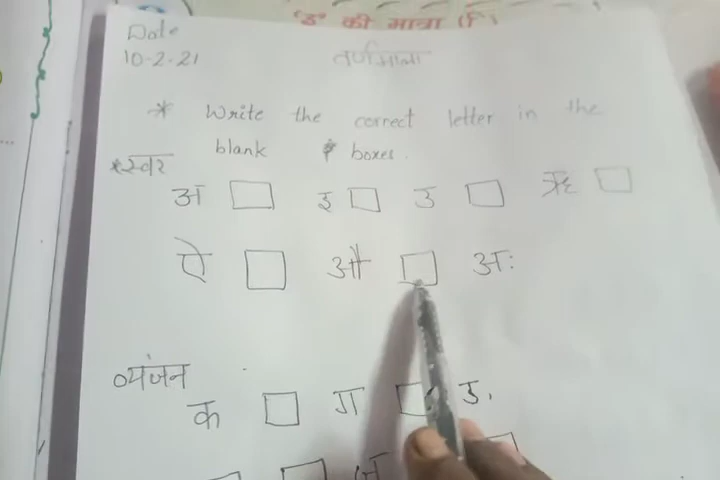 "ड" की मात्रा (ि)
Date
10-2-21
वर्णमाला
* Write the correct letter in the
blank boxes.
*स्वर
अ □ इ □ उ □ ऋ □
ऐ □ औ □ अः
व्यंजन
क □ ग □ ङ